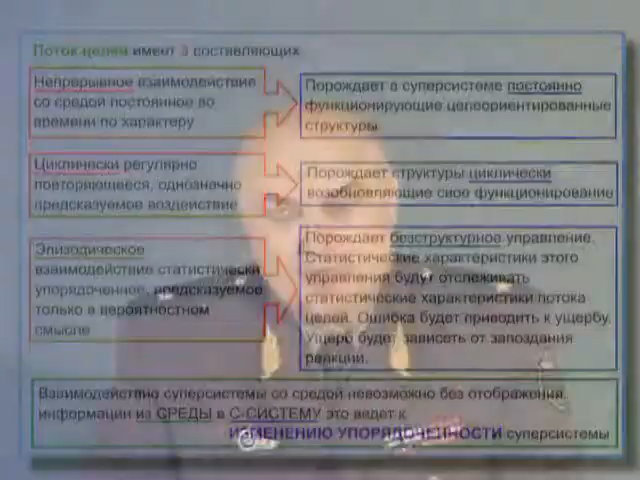 Поток целей имеет 3 составляющих
Непрерывное взаимодействие
со средой постоянное во
времени по характеру
Порождает в суперсистеме постоянно
функционирующие целеориентированные
структуры
Циклически регулярно
повторяющееся, однозначно
предсказуемое воздействие
Порождает структуры циклически
возобновляющие свое функционирование
Эпизодическое
взаимодействие статистически
упорядоченное, предсказуемое
только в вероятностном
смысле
Порождает безструктурное управление.
Статистические характеристики этого
управления будут отслеживать
статистические характеристики потока
целей. Ошибка будет приводить к ущербу.
Ущерб будет зависеть от запоздания
реакции.
Взаимодействие суперсистемы со средой невозможно без отображения
информации из СРЕДЫ в С-СИСТЕМУ это ведет к
ИЗМЕНЕНИЮ УПОРЯДОЧЕННОСТИ суперсистемы